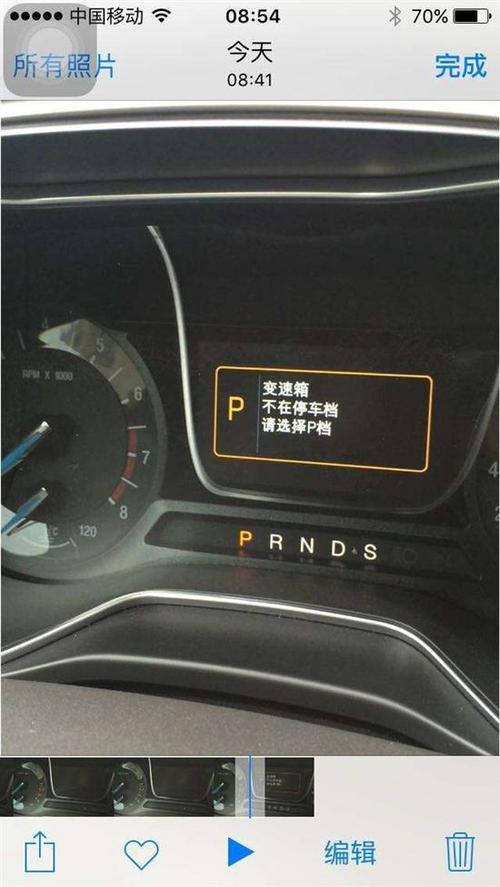 中国移动 08:54 70%
所有照片 今天 完成
08:41
RPM X 1000
5
6
7
8
120
P 变速箱
不在停车档
请选择P档
P R N D S
编辑